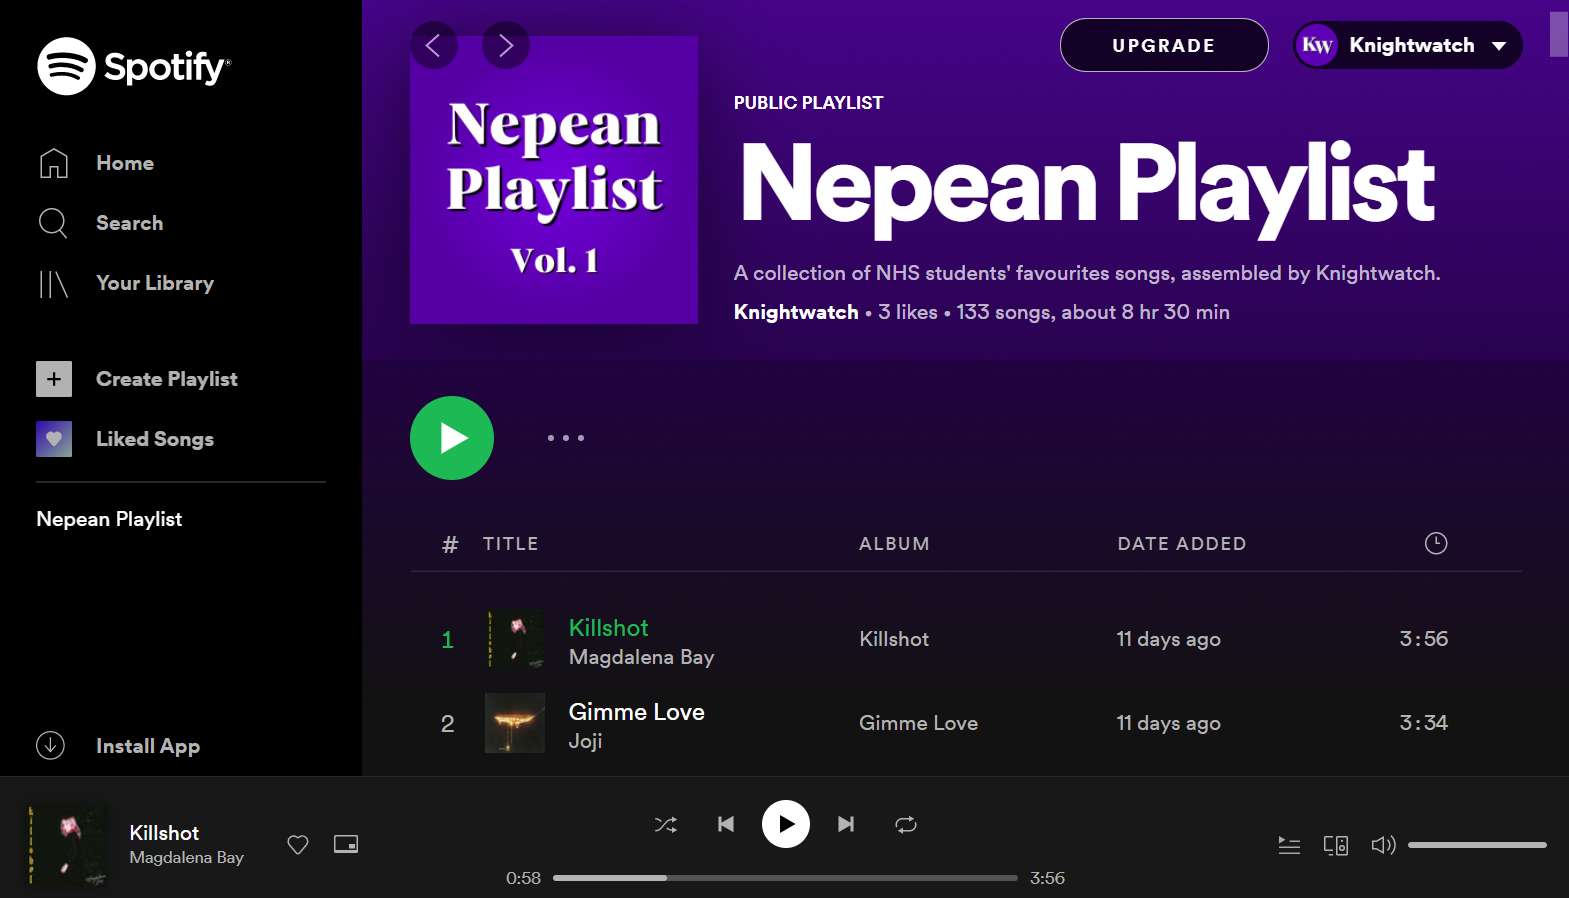 Spotify®
Home
Search
Your Library
Create Playlist
Liked Songs
Nepean Playlist
Install App
Nepean
Playlist
Vol. 1
UPGRADE
KW Knightwatch
PUBLIC PLAYLIST
Nepean Playlist
A collection of NHS students' favourites songs, assembled by Knightwatch.
Knightwatch • 3 likes • 133 songs, about 8 hr 30 min
# TITLE ALBUM DATE ADDED
1 Killshot Killshot 11 days ago 3:56
Magdalena Bay
2 Gimme Love Gimme Love 11 days ago 3:34
Joji
Killshot
Magdalena Bay
0:58 3:56